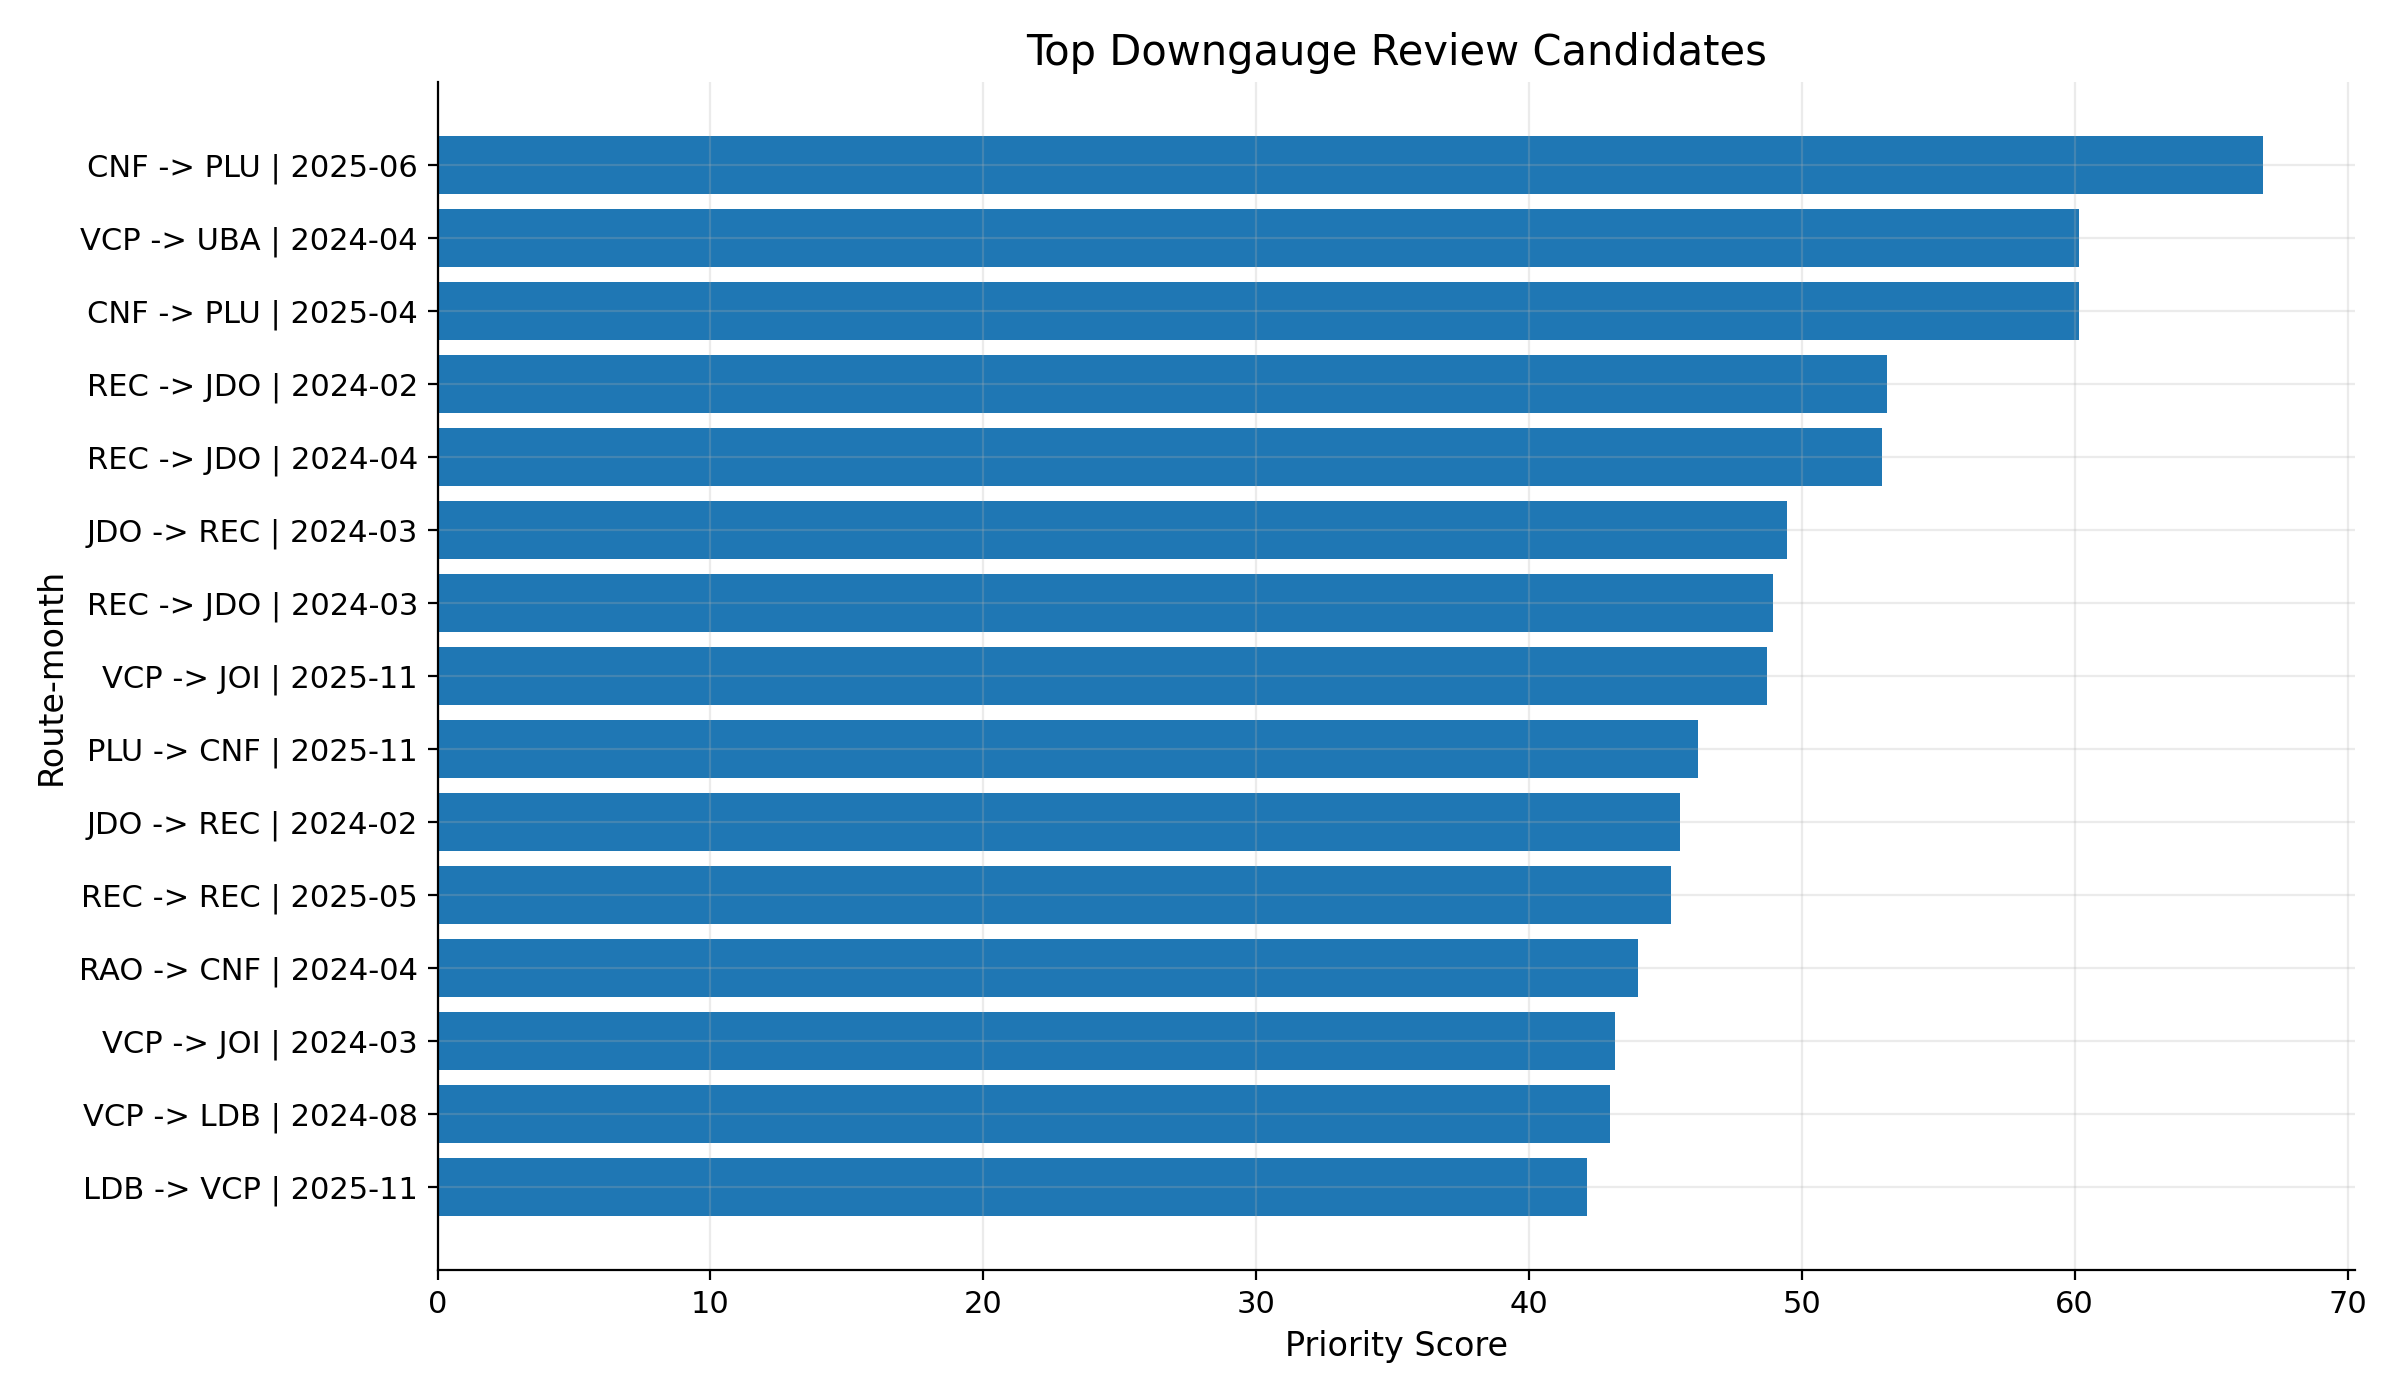 Top Downgauge Review Candidates
Route-month
CNF -> PLU | 2025-06
VCP -> UBA | 2024-04
CNF -> PLU | 2025-04
REC -> JDO | 2024-02
REC -> JDO | 2024-04
JDO -> REC | 2024-03
REC -> JDO | 2024-03
VCP -> JOI | 2025-11
PLU -> CNF | 2025-11
JDO -> REC | 2024-02
REC -> REC | 2025-05
RAO -> CNF | 2024-04
VCP -> JOI | 2024-03
VCP -> LDB | 2024-08
LDB -> VCP | 2025-11
0 10 20 30 40 50 60 70
Priority Score